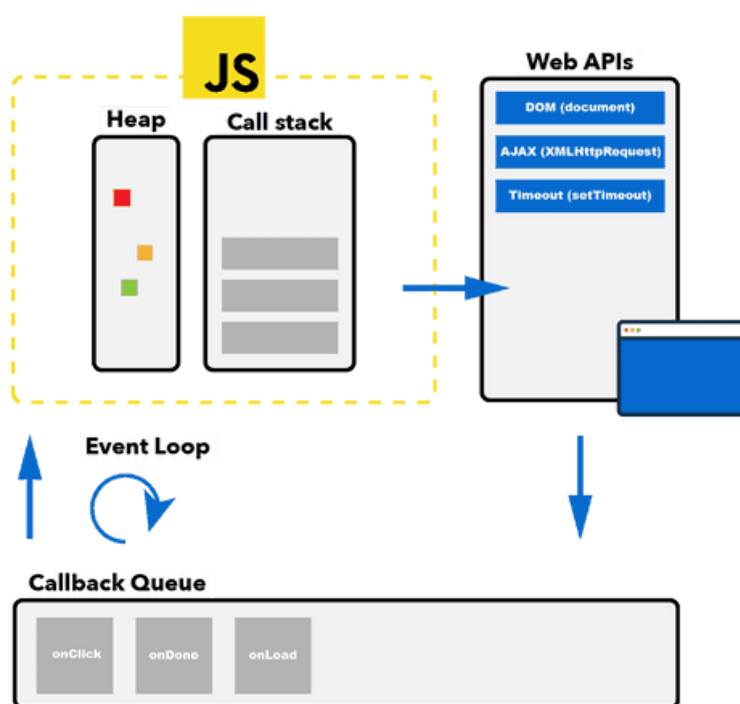 JS
Web APIs
Heap
Call stack
DOM (document)
AJAX (XMLHttpRequest)
Timeout (setTimeout)
Event Loop
Callback Queue
onClick
onDone
onLoad